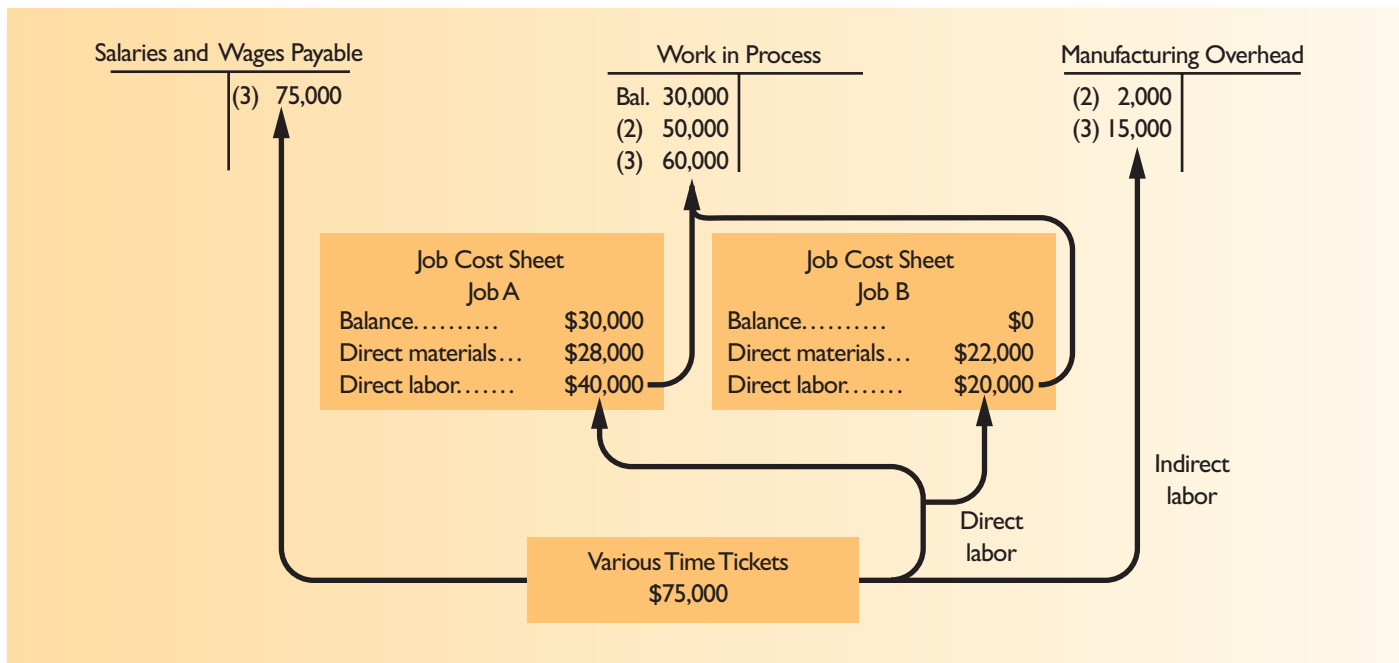 Salaries and Wages Payable
(3) 75,000
Work in Process
Bal. 30,000
(2) 50,000
(3) 60,000
Manufacturing Overhead
(2) 2,000
(3) 15,000
Job Cost Sheet
Job A
Balance.......... $30,000
Direct materials... $28,000
Direct labor....... $40,000
Job Cost Sheet
Job B
Balance.......... $0
Direct materials... $22,000
Direct labor....... $20,000
Indirect
labor
Direct
labor
Various Time Tickets
$75,000